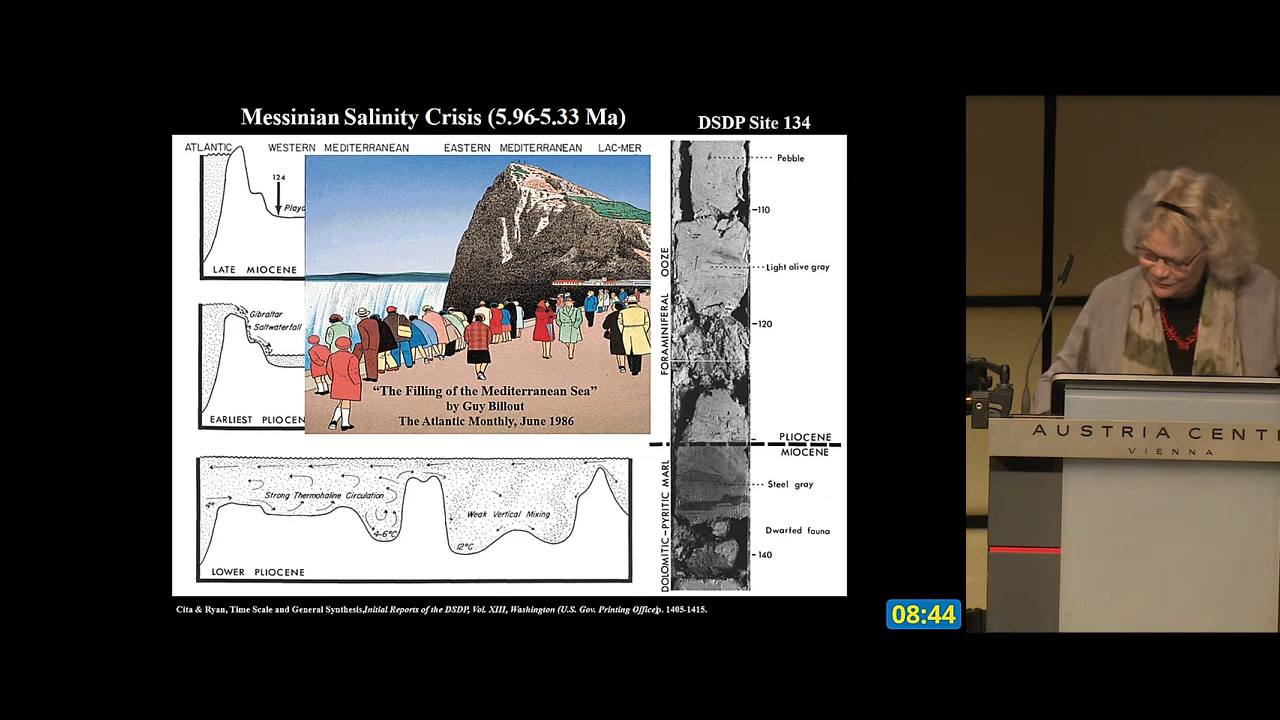 Messinian Salinity Crisis (5.96-5.33 Ma)
DSDP Site 134
ATLANTIC
WESTERN MEDITERRANEAN
EASTERN MEDITERRANEAN
LAC-MER
124
Playa
LATE MIOCENE
Gibraltar
Saltwaterfall
EARLIEST PLIOCEN
"The Filling of the Mediterranean Sea"
by Guy Billout
The Atlantic Monthly, June 1986
Strong Thermohaline Circulation
Weak Vertical Mixing
4°
4-6°C
12°C
LOWER PLIOCENE
FORAMINIFERAL OOZE
DOLOMITIC-PYRITIC MARL
Pebble
110
Light olive gray
120
PLIOCENE
MIOCENE
Steel gray
Dwarfed fauna
140
Cita & Ryan, Time Scale and General Synthesis, Initial Reports of the DSDP, Vol. XIII, Washington (U.S. Gov. Printing Office) p. 1405-1415.
08:44
AUSTRIA CENT
VIENNA